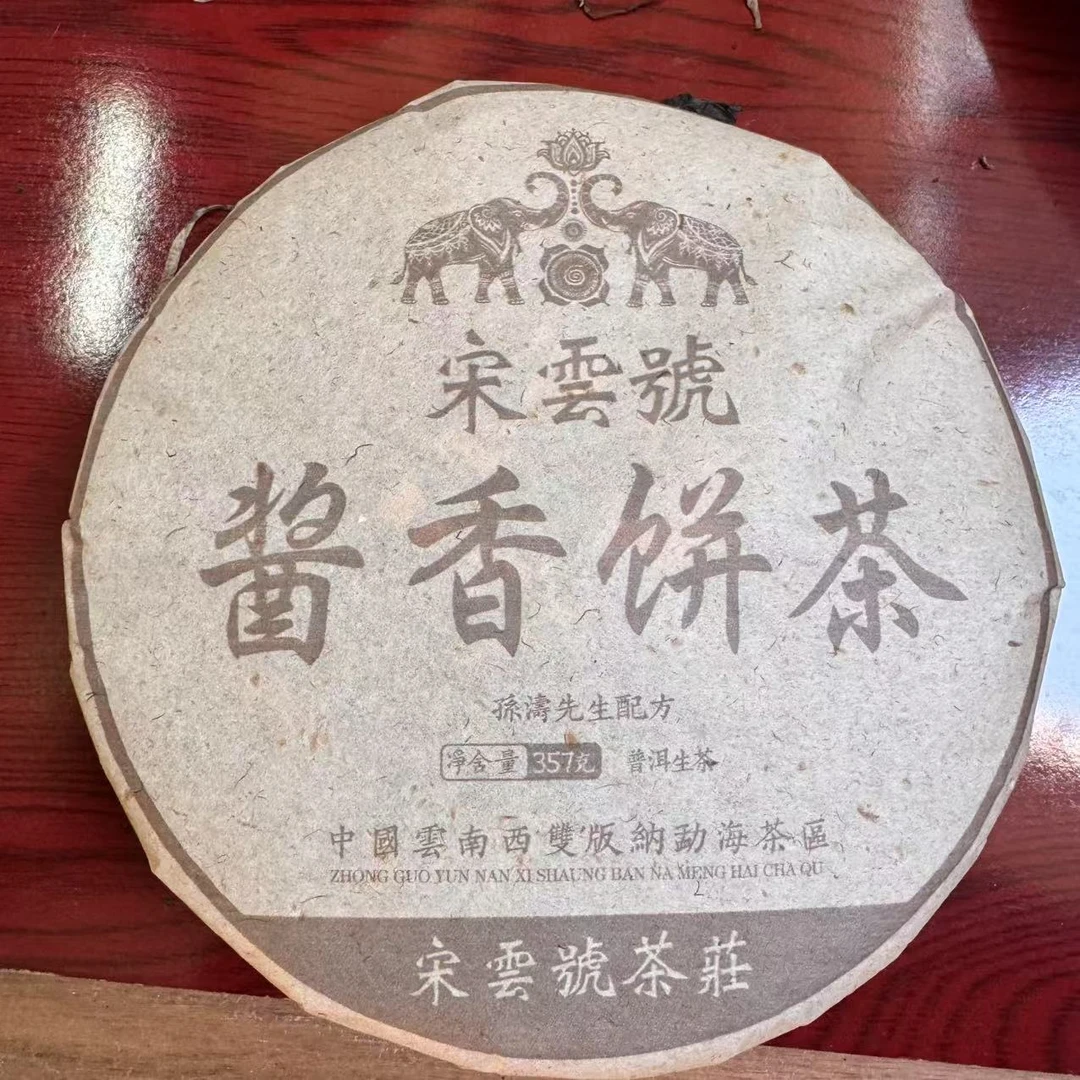 宋雲號
酱香饼茶
孫濤先生配方
淨含量 357克 普洱生茶
中國雲南西雙版納勐海茶區
ZHONG GUO YUN NAN XI SHAUNG BAN NA MENG HAI CHA QU
宋雲號茶莊